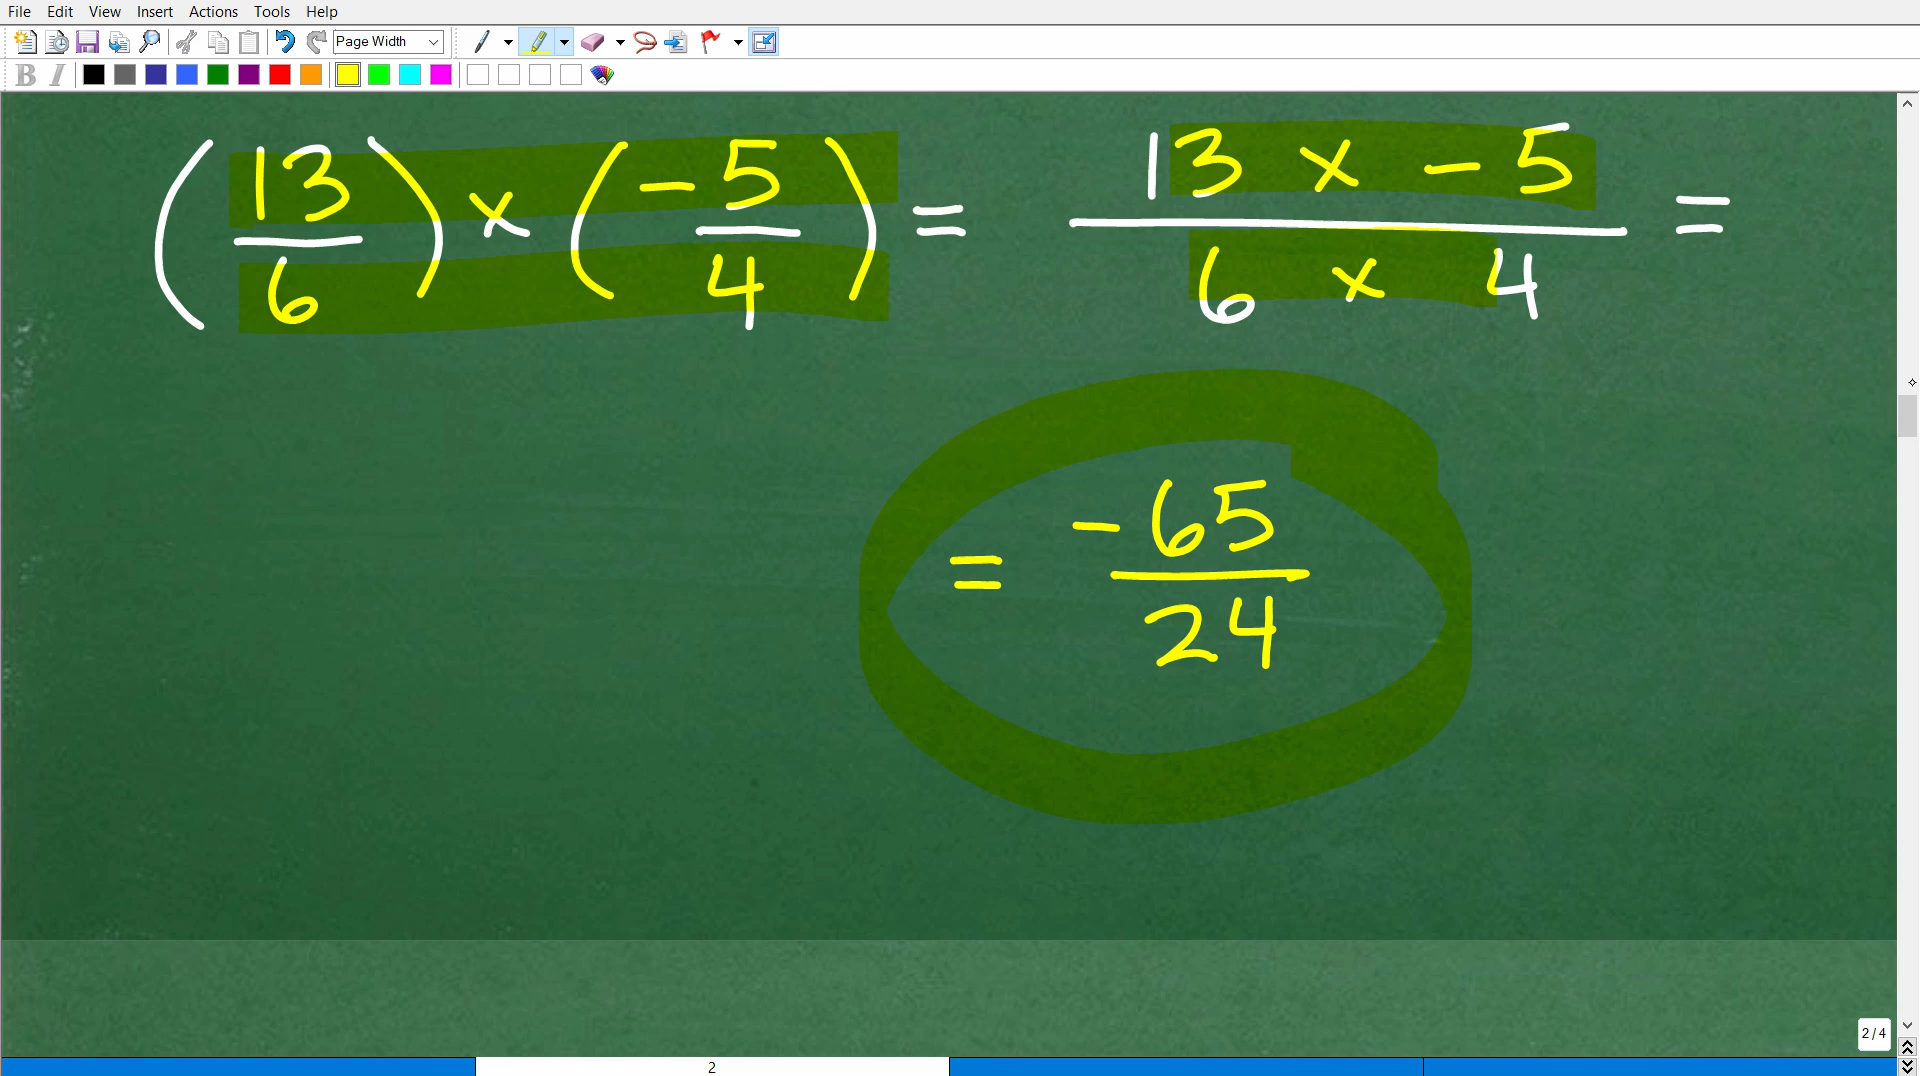 File Edit View Insert Actions Tools Help
Page Width
B I
(13/6) x (-5/4) = 13 x -5 / 6 x 4 =
= -65/24
2 / 4
2